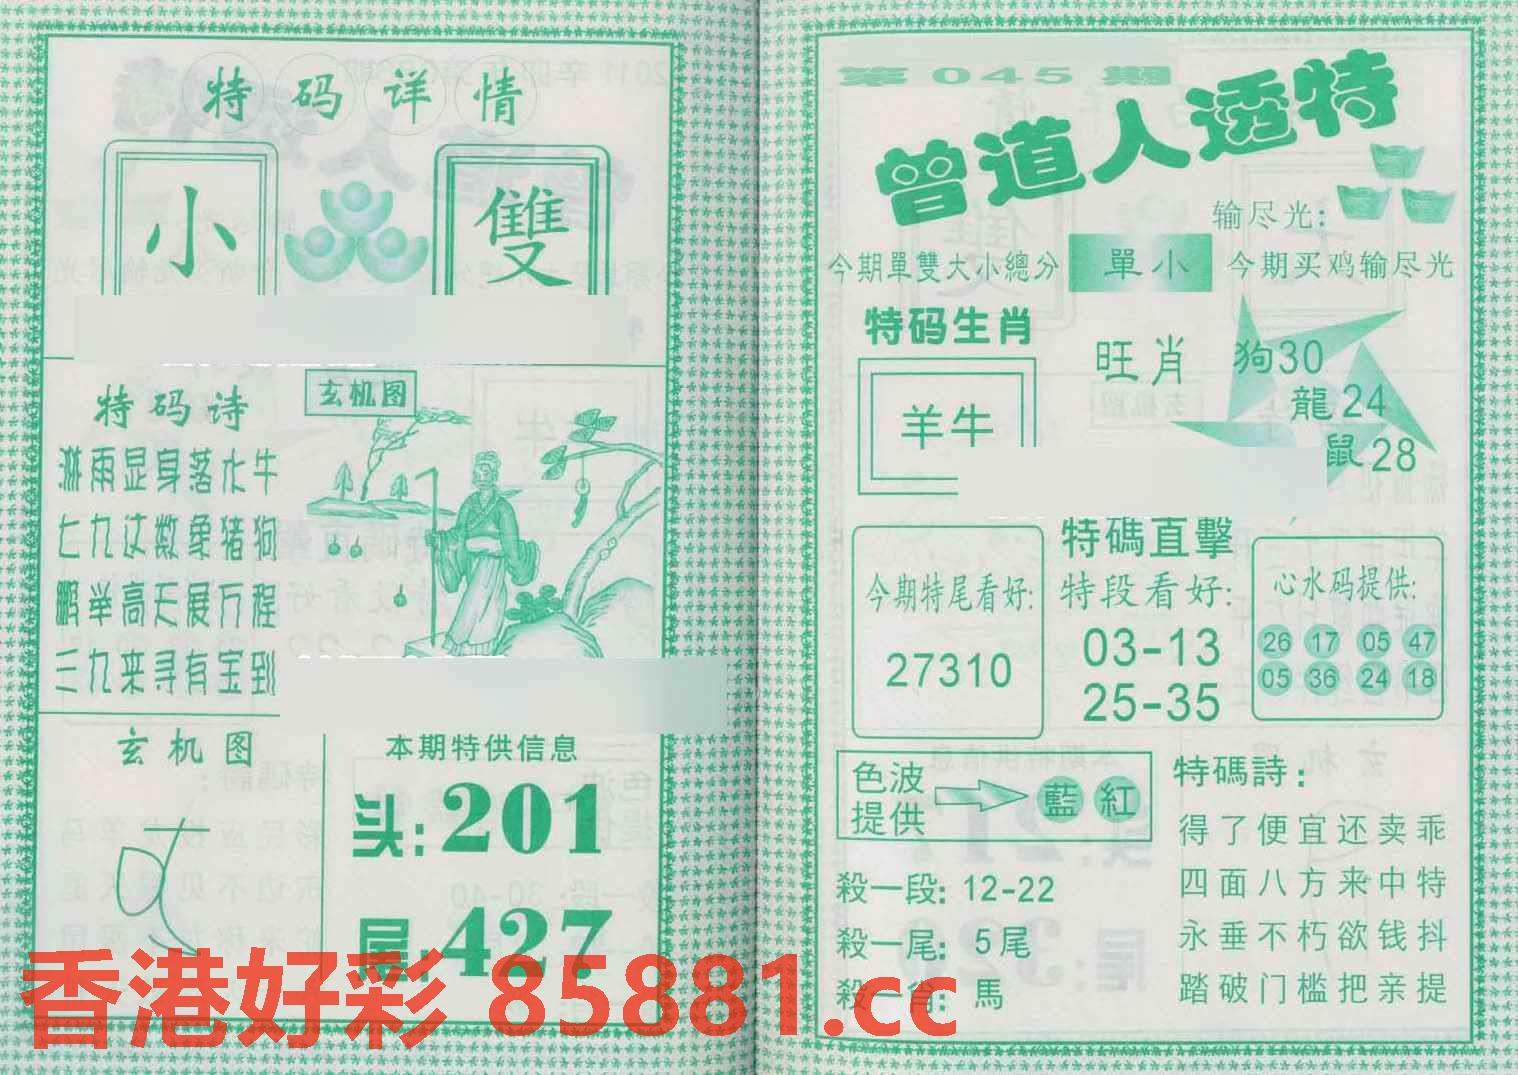 特码详情
小
雙
特码诗
淋雨显身落水牛
七九过数象猪狗
鹏举高天展万程
三九来寻有宝到
玄机图
玄机图
本期特供信息
头:201
尾:427
第045期
曾道人透特
输尽光:
今期單雙大小總分 單小 今期买鸡输尽光
特码生肖
羊牛
旺肖
狗30
龍24
鼠28
今期特尾看好:
27310
特碼直擊
特段看好:
03-13
25-35
心水码提供:
26 17 05 47
05 36 24 18
色波提供 藍 紅
殺一段: 12-22
殺一尾: 5尾
殺一肖: 馬
特碼詩:
得了便宜还卖乖
四面八方来中特
永垂不朽欲钱抖
踏破门槛把亲提
香港好彩 85881.cc